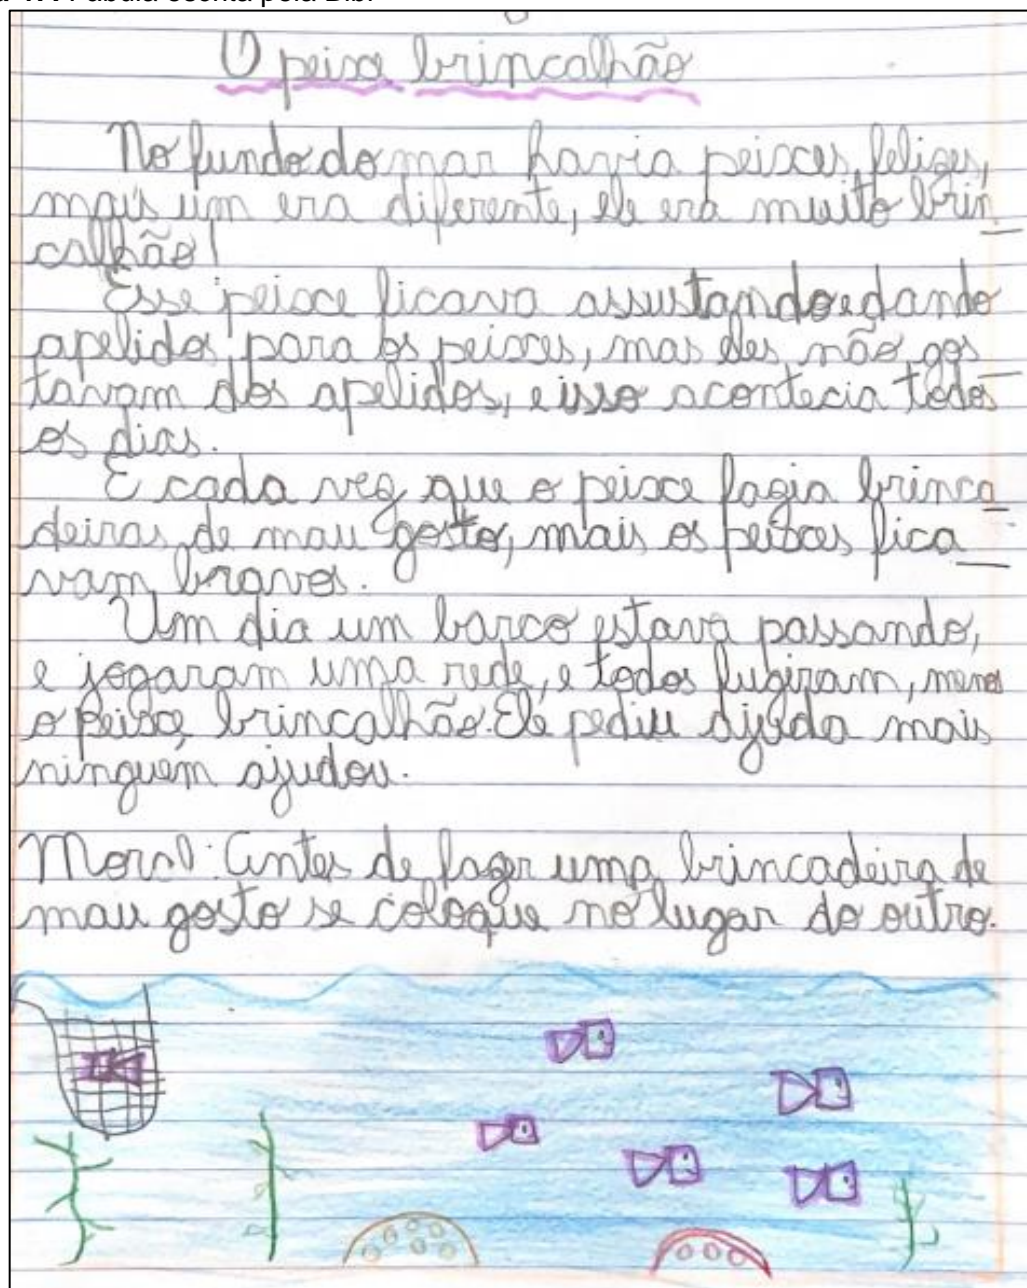 O peixe brincalhão
No fundo do mar havia peixes felizes,
mais um era diferente, ele era muito brin
calhão!
Esse peixe ficava assustando e dando
apelidos para os peixes, mas eles não gos
tavam dos apelidos, e isso acontecia todos
os dias.
E cada vez que o peixe fazia brinca
deiras de mau gosto, mais os peixes fica
vam bravos.
Um dia um barco estava passando,
e jogaram uma rede, e todos fugiram, menos
o peixe brincalhão. Ele pediu ajuda mais
ninguém ajudou.
Moral: Antes de fazer uma brincadeira de
mau gosto se coloque no lugar do outro.